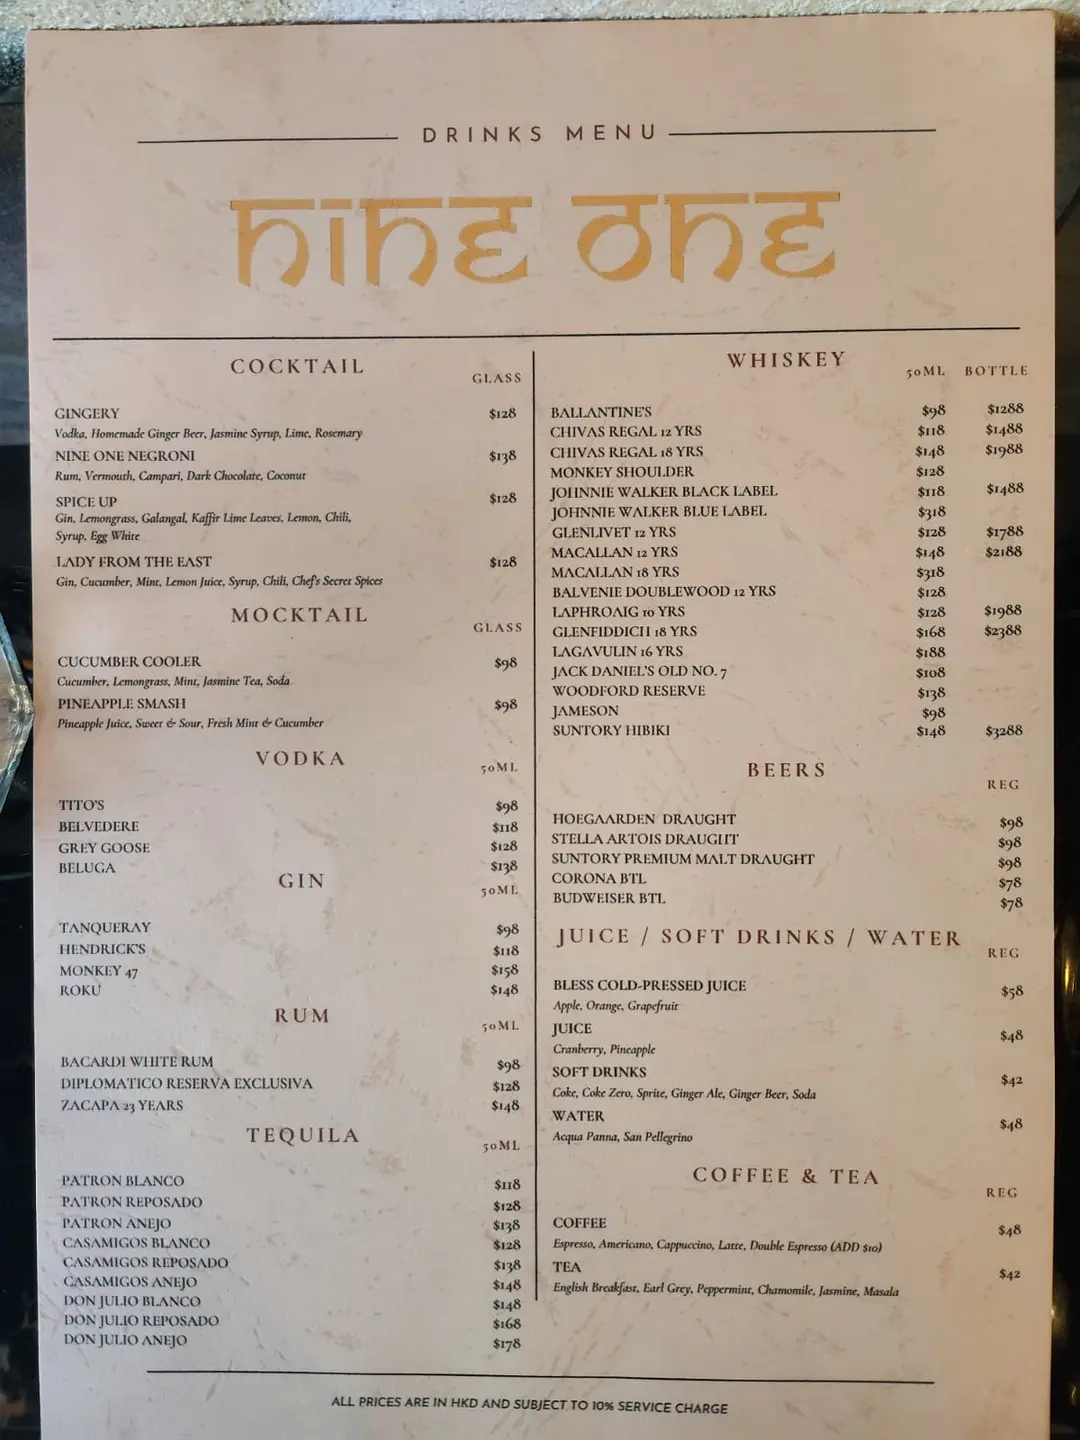 DRINKS MENU
NINE ONE
COCKTAIL
GLASS
GINGERY $128
Vodka, Homemade Ginger Beer, Jasmine Syrup, Lime, Rosemary
NINE ONE NEGRONI $138
Rum, Vermouth, Campari, Dark Chocolate, Coconut
SPICE UP $128
Gin, Lemongrass, Galangal, Kaffir Lime Leaves, Lemon, Chili,
Syrup, Egg White
LADY FROM THE EAST $128
Gin, Cucumber, Mint, Lemon Juice, Syrup, Chili, Chef's Secret Spices
MOCKTAIL
GLASS
CUCUMBER COOLER $98
Cucumber, Lemongrass, Mint, Jasmine Tea, Soda
PINEAPPLE SMASH $98
Pineapple Juice, Sweet & Sour, Fresh Mint & Cucumber
VODKA
50ML
TITO'S $98
BELVEDERE $118
GREY GOOSE $128
BELUGA $138
GIN
50ML
TANQUERAY $98
HENDRICK'S $118
MONKEY 47 $158
ROKU $148
RUM
50ML
BACARDI WHITE RUM $98
DIPLOMATICO RESERVA EXCLUSIVA $128
ZACAPA 23 YEARS $148
TEQUILA
50ML
PATRON BLANCO $118
PATRON REPOSADO $128
PATRON ANEJO $138
CASAMIGOS BLANCO $128
CASAMIGOS REPOSADO $138
CASAMIGOS ANEJO $148
DON JULIO BLANCO $148
DON JULIO REPOSADO $168
DON JULIO ANEJO $178
WHISKEY
50ML BOTTLE
BALLANTINE'S $98 $1288
CHIVAS REGAL 12 YRS $118 $1488
CHIVAS REGAL 18 YRS $148 $1988
MONKEY SHOULDER $128
JOHNNIE WALKER BLACK LABEL $118 $1488
JOHNNIE WALKER BLUE LABEL $318
GLENLIVET 12 YRS $128 $1788
MACALLAN 12 YRS $148 $2188
MACALLAN 18 YRS $318
BALVENIE DOUBLEWOOD 12 YRS $128
LAPHROAIG 10 YRS $128 $1988
GLENFIDDICH 18 YRS $168 $2388
LAGAVULIN 16 YRS $188
JACK DANIEL'S OLD NO. 7 $108
WOODFORD RESERVE $138
JAMESON $98
SUNTORY HIBIKI $148 $3288
BEERS
REG
HOEGAARDEN DRAUGHT $98
STELLA ARTOIS DRAUGHT $98
SUNTORY PREMIUM MALT DRAUGHT $98
CORONA BTL $78
BUDWEISER BTL $78
JUICE / SOFT DRINKS / WATER
REG
BLESS COLD-PRESSED JUICE $58
Apple, Orange, Grapefruit
JUICE $48
Cranberry, Pineapple
SOFT DRINKS $42
Coke, Coke Zero, Sprite, Ginger Ale, Ginger Beer, Soda
WATER $48
Acqua Panna, San Pellegrino
COFFEE & TEA
REG
COFFEE $48
Espresso, Americano, Cappuccino, Latte, Double Espresso (ADD $10)
TEA $42
English Breakfast, Earl Grey, Peppermint, Chamomile, Jasmine, Masala
ALL PRICES ARE IN HKD AND SUBJECT TO 10% SERVICE CHARGE